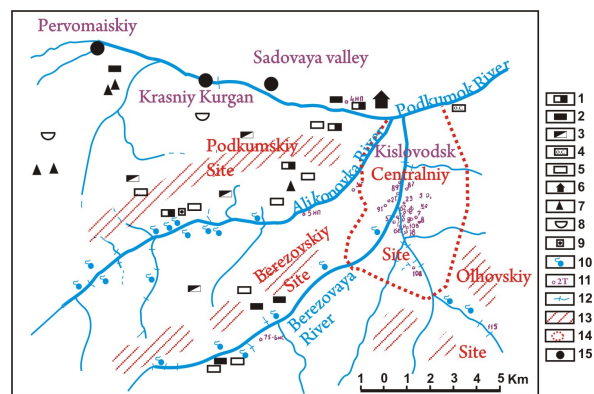 Pervomaiskiy
Sadovaya valley
Krasniy Kurgan
Podkumok River
Podkumskiy
Site
Alikonovka River
Kislovodsk
Centralniy
Site
Berezovskiy
Site
Berezovaya
River
Olhovskiy
Site
115
1 0 1 2 3 4 5 Km
1
2
3
4
5
6
7
8
9
10
2T 11
12
13
14
15